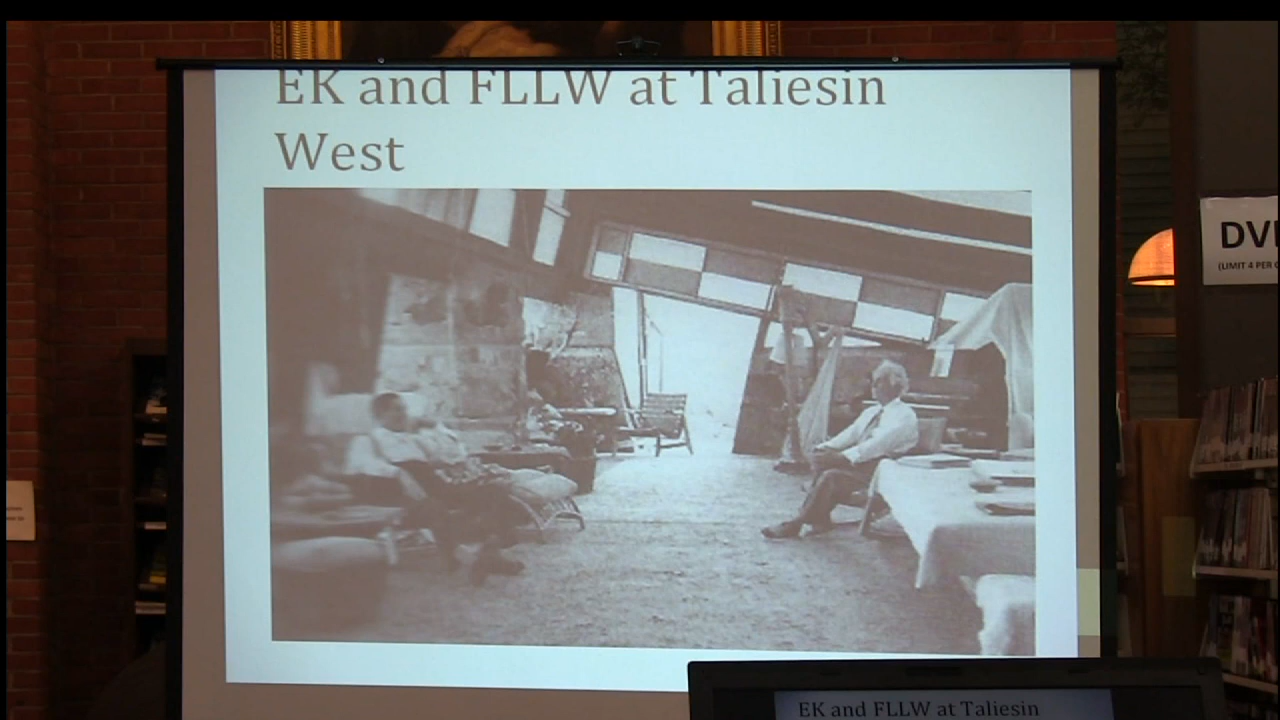 EK and FLLW at Taliesin
West
DV
(LIMIT 4 PER
EK and FLLW at Taliesin